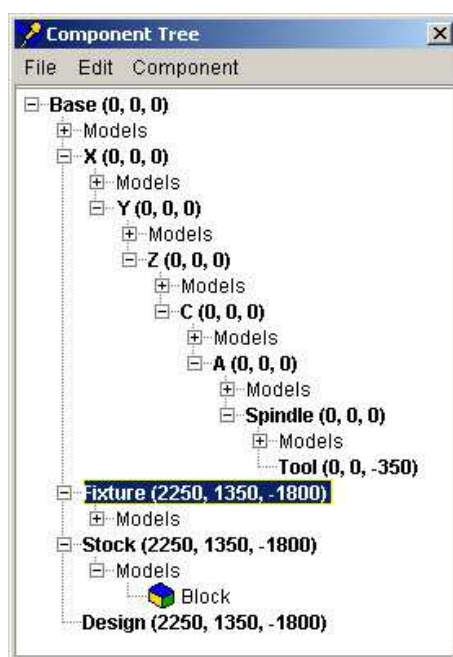 Component Tree
File Edit Component
Base (0, 0, 0)
Models
X (0, 0, 0)
Models
Y (0, 0, 0)
Models
Z (0, 0, 0)
Models
C (0, 0, 0)
Models
A (0, 0, 0)
Models
Spindle (0, 0, 0)
Models
Tool (0, 0, -350)
Fixture (2250, 1350, -1800)
Models
Stock (2250, 1350, -1800)
Models
Block
Design (2250, 1350, -1800)